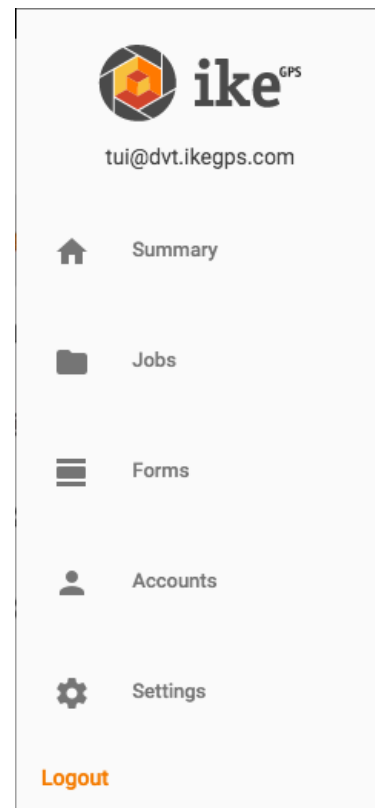 ike GPS
tui@dvt.ikegps.com
Summary
Jobs
Forms
Accounts
Settings
Logout